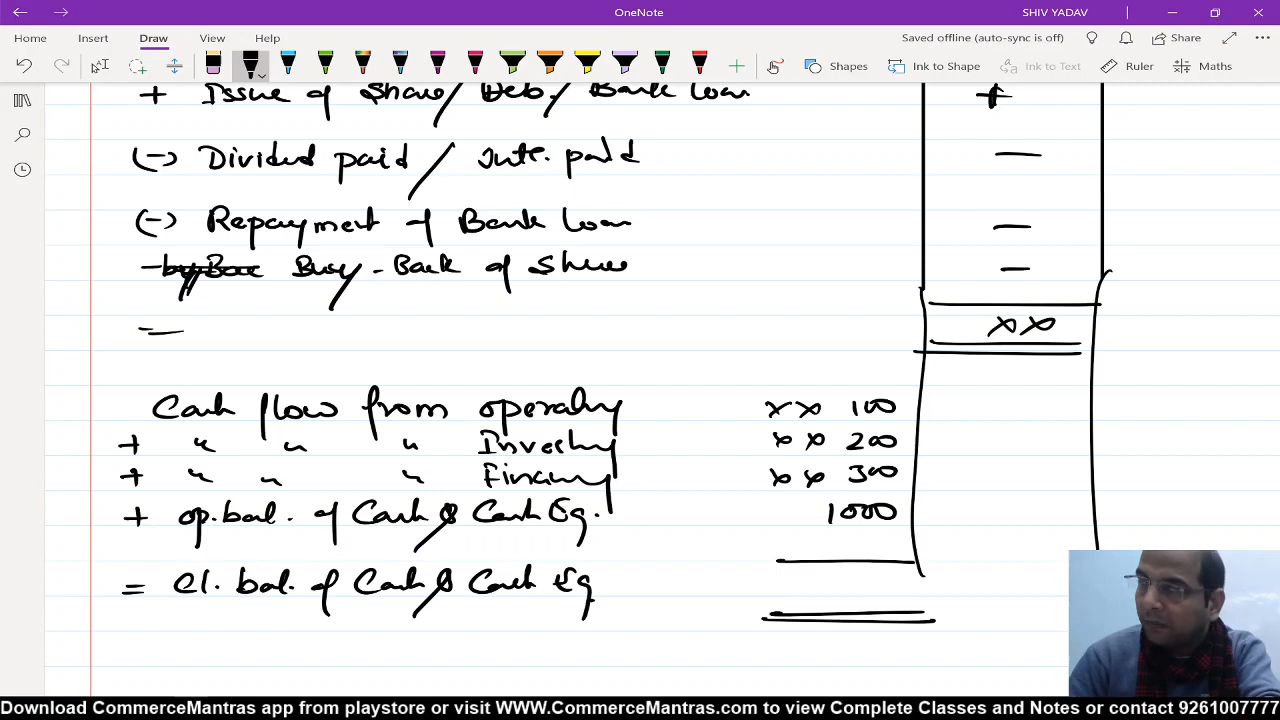 OneNote
SHIV YADAV
Home Insert Draw View Help
Saved offline (auto-sync is off) Share
Shapes Ink to Shape Ink to Text Ruler Maths
+ Issue of Share/ Deb/ Bank loan +
(-) Divided paid / Inte. paid —
(-) Repayment of Bank loan —
Buy-Back of Share —
= xx
Cash flow from operating xx 100
+ " " " Investing xx 200
+ " " " Financing xx 300
+ op. bal. of Cash & Cash Eq. 1000
= cl. bal. of Cash & Cash Eq
Download CommerceMantras app from playstore or visit WWW.CommerceMantras.com to view Complete Classes and Notes or contact 9261007777